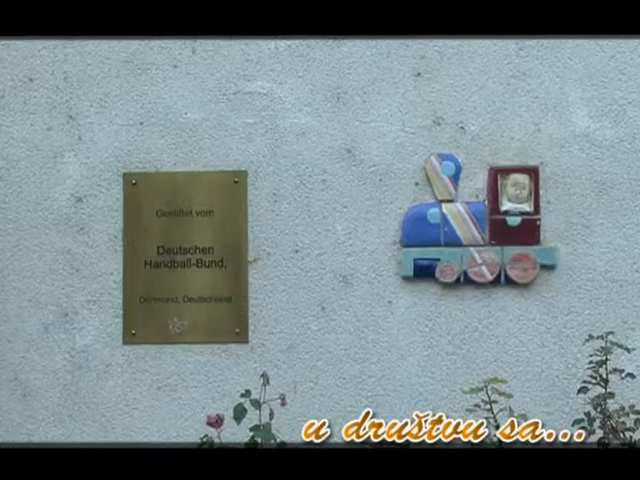 Gestiftet vom
Deutschen
Handball-Bund,
Dortmund, Deutschland
u društvu sa...